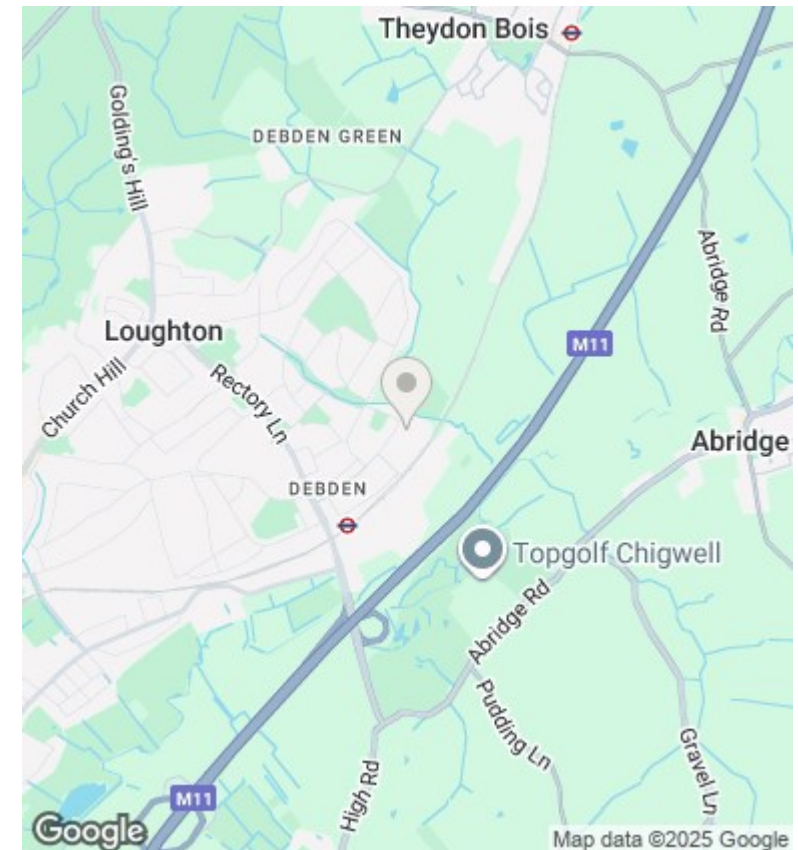 Theydon Bois
Golding's Hill
DEBDEN GREEN
Abridge Rd
Loughton
M11
Church Hill
Rectory Ln
Abridge
DEBDEN
Topgolf Chigwell
Abridge Rd
Pudding Ln
Gravel Ln
High Rd
M11
Google
Map data ©2025 Google